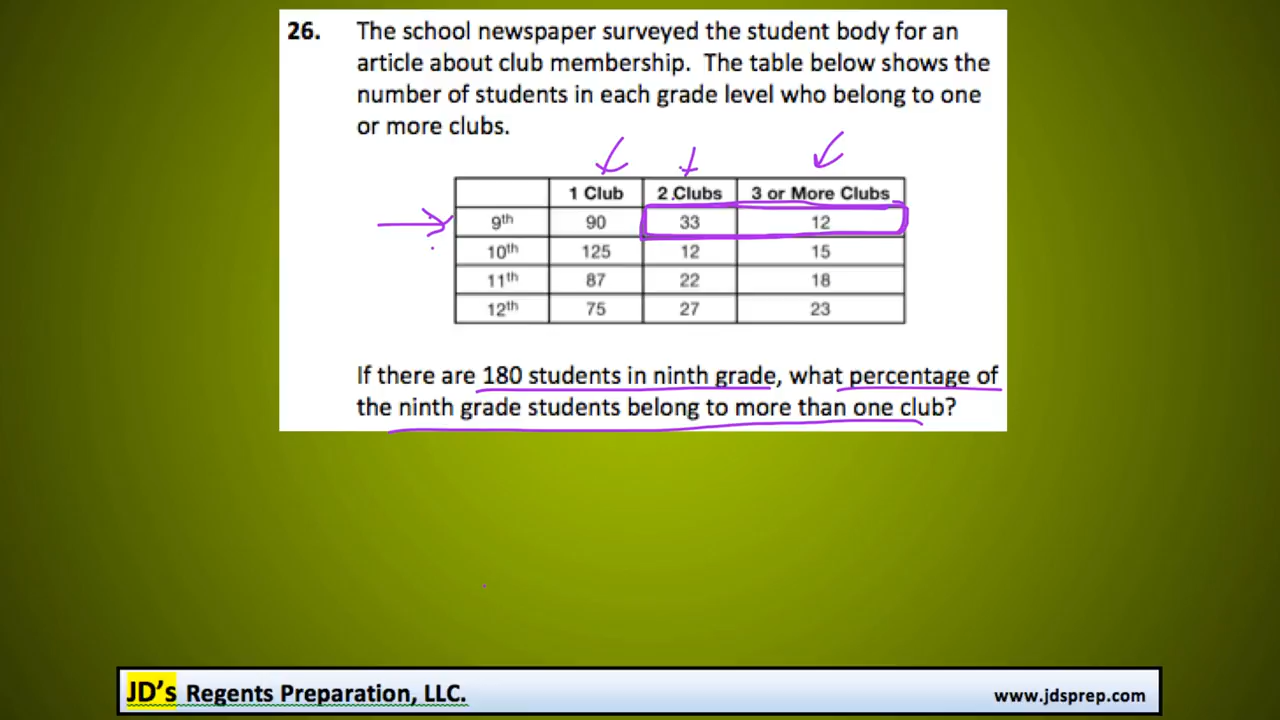 26. The school newspaper surveyed the student body for an
article about club membership. The table below shows the
number of students in each grade level who belong to one
or more clubs.
1 Club 2 Clubs 3 or More Clubs
9th 90 33 12
10th 125 12 15
11th 87 22 18
12th 75 27 23
If there are 180 students in ninth grade, what percentage of
the ninth grade students belong to more than one club?
JD's Regents Preparation, LLC. www.jdsprep.com